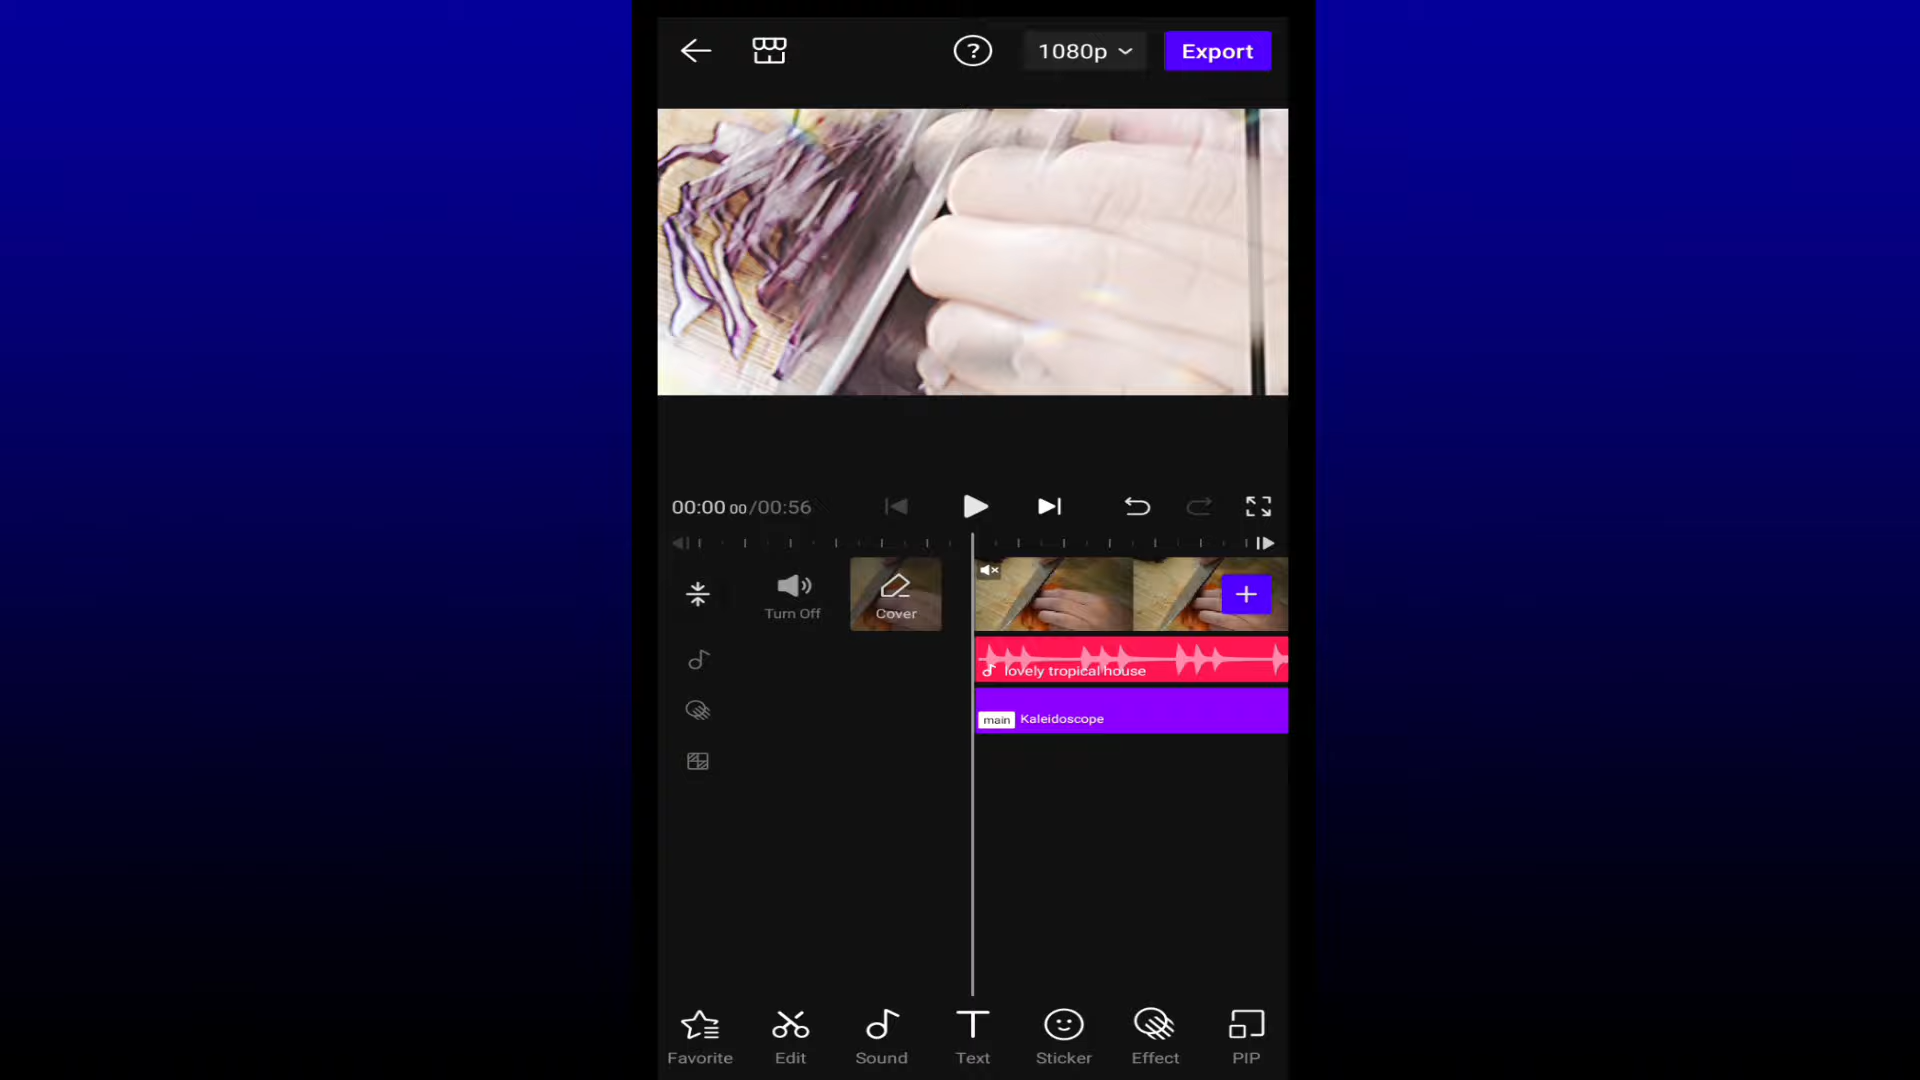 1080p
Export
00:00 00/00:56
Turn Off
Cover
lovely tropical house
main Kaleidoscope
Favorite
Edit
Sound
Text
Sticker
Effect
PIP